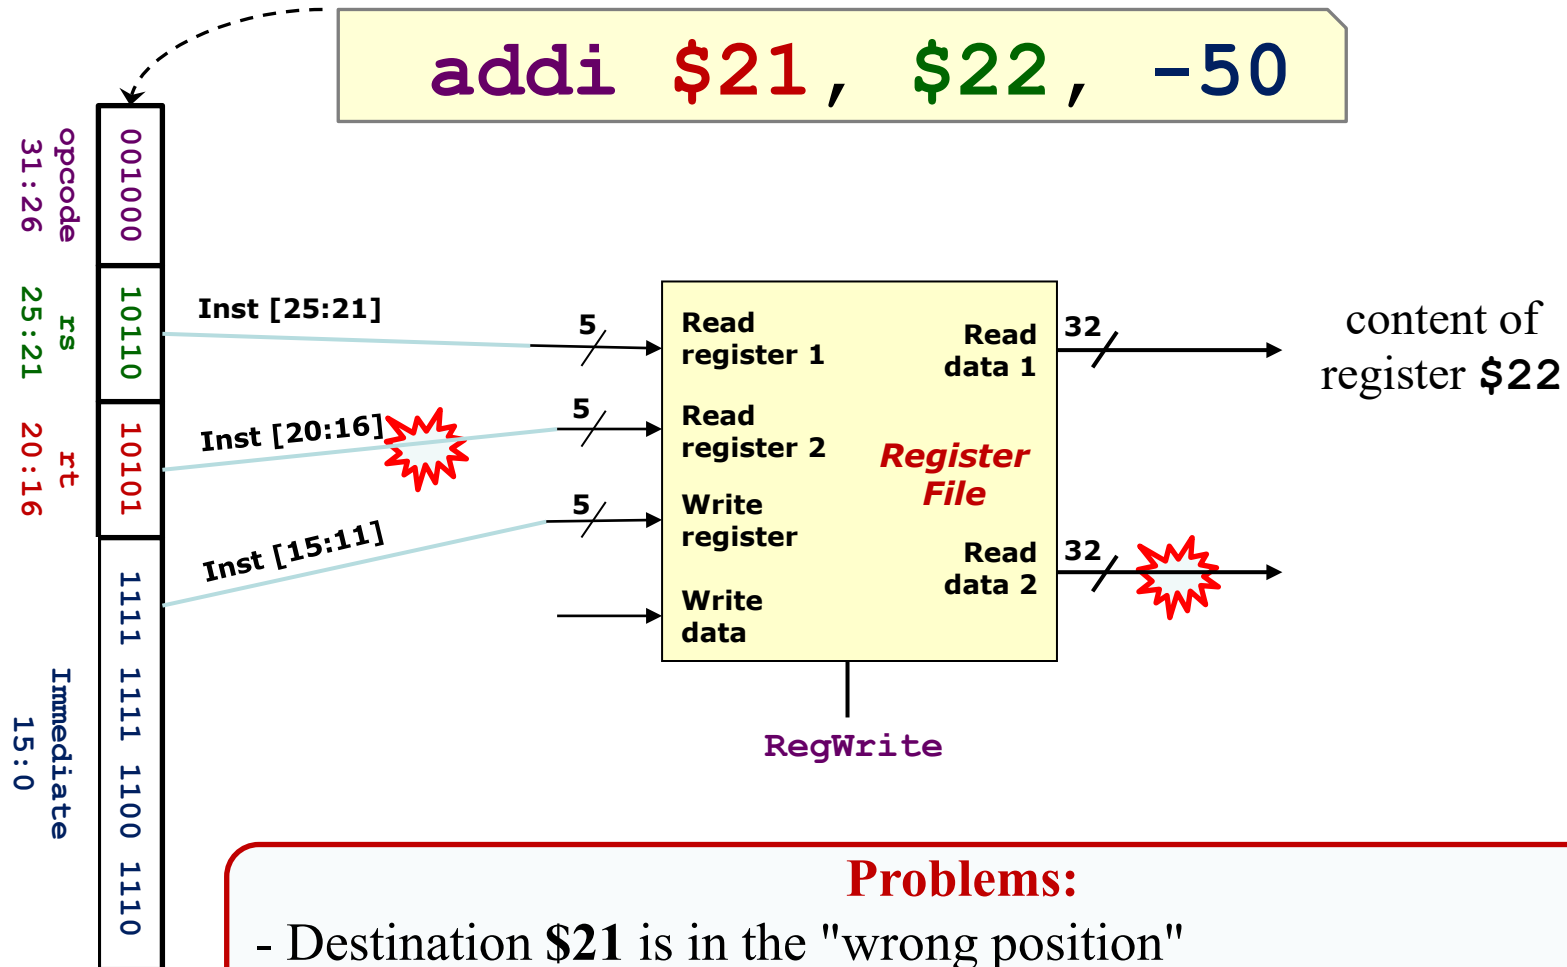 addi $21, $22, -50
opcode
31:26
001000
rs
25:21
10110
rt
20:16
10101
Immediate
15:0
1111 1111 1100 1110
Inst [25:21]
5
Inst [20:16]
5
Inst [15:11]
5
Read
register 1
Read
register 2
Write
register
Write
data
Register
File
Read
data 1
Read
data 2
32
32
content of
register $22
RegWrite
Problems:
- Destination $21 is in the "wrong position"